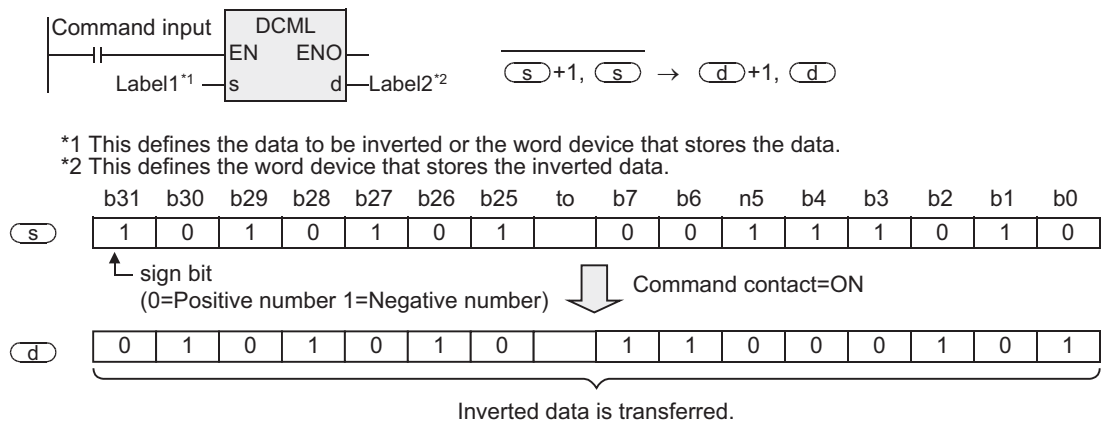 Command input
DCML
EN ENO
Label1*1 s d Label2*2
s+1, s → d+1, d
*1 This defines the data to be inverted or the word device that stores the data.
*2 This defines the word device that stores the inverted data.
b31 b30 b29 b28 b27 b26 b25 to b7 b6 n5 b4 b3 b2 b1 b0
s 1 0 1 0 1 0 1 0 0 1 1 1 0 1 0
sign bit
(0=Positive number 1=Negative number)
Command contact=ON
d 0 1 0 1 0 1 0 1 1 0 0 0 1 0 1
Inverted data is transferred.